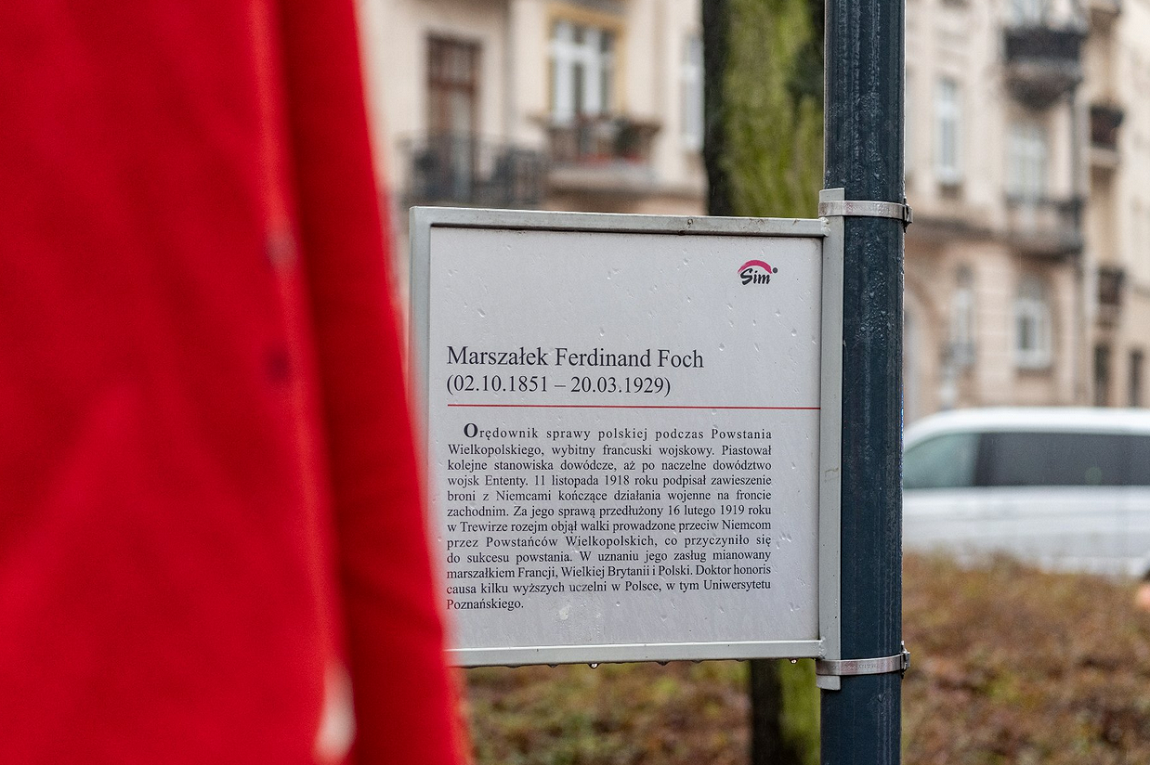 Sim
Marszałek Ferdinand Foch
(02.10.1851 – 20.03.1929)
Orędownik sprawy polskiej podczas Powstania
Wielkopolskiego, wybitny francuski wojskowy. Piastował
kolejne stanowiska dowódcze, aż po naczelne dowództwo
wojsk Ententy. 11 listopada 1918 roku podpisał zawieszenie
broni z Niemcami kończące działania wojenne na froncie
zachodnim. Za jego sprawą przedłużony 16 lutego 1919 roku
w Trewirze rozejm objął walki prowadzone przeciw Niemcom
przez Powstańców Wielkopolskich, co przyczyniło się
do sukcesu powstania. W uznaniu jego zasług mianowany
marszałkiem Francji, Wielkiej Brytanii i Polski. Doktor honoris
causa kilku wyższych uczelni w Polsce, w tym Uniwersytetu
Poznańskiego.